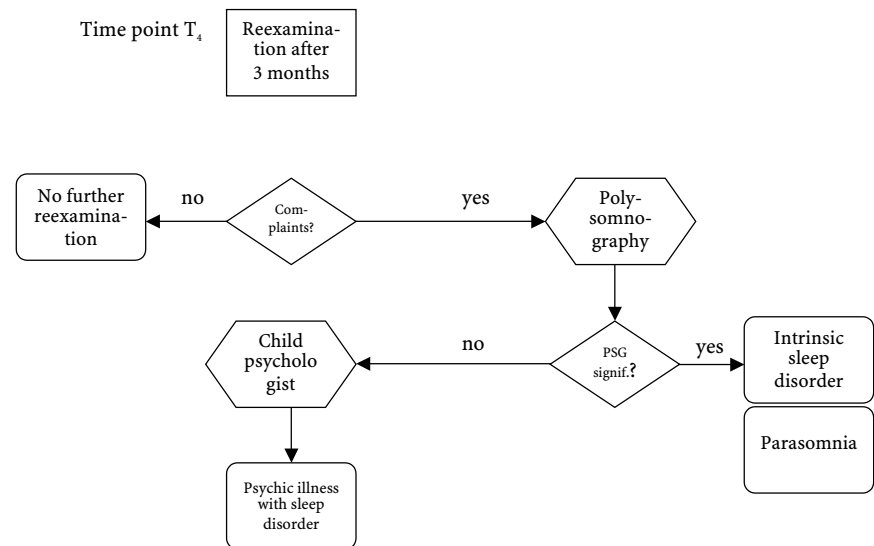 Time point T₄
Reexamina-
tion after
3 months
No further
reexamina-
tion
no
Com-
plaints?
yes
Poly-
somno-
graphy
Child
psycholo
gist
no
PSG
signif.?
yes
Intrinsic
sleep
disorder
Parasomnia
Psychic illness
with sleep
disorder